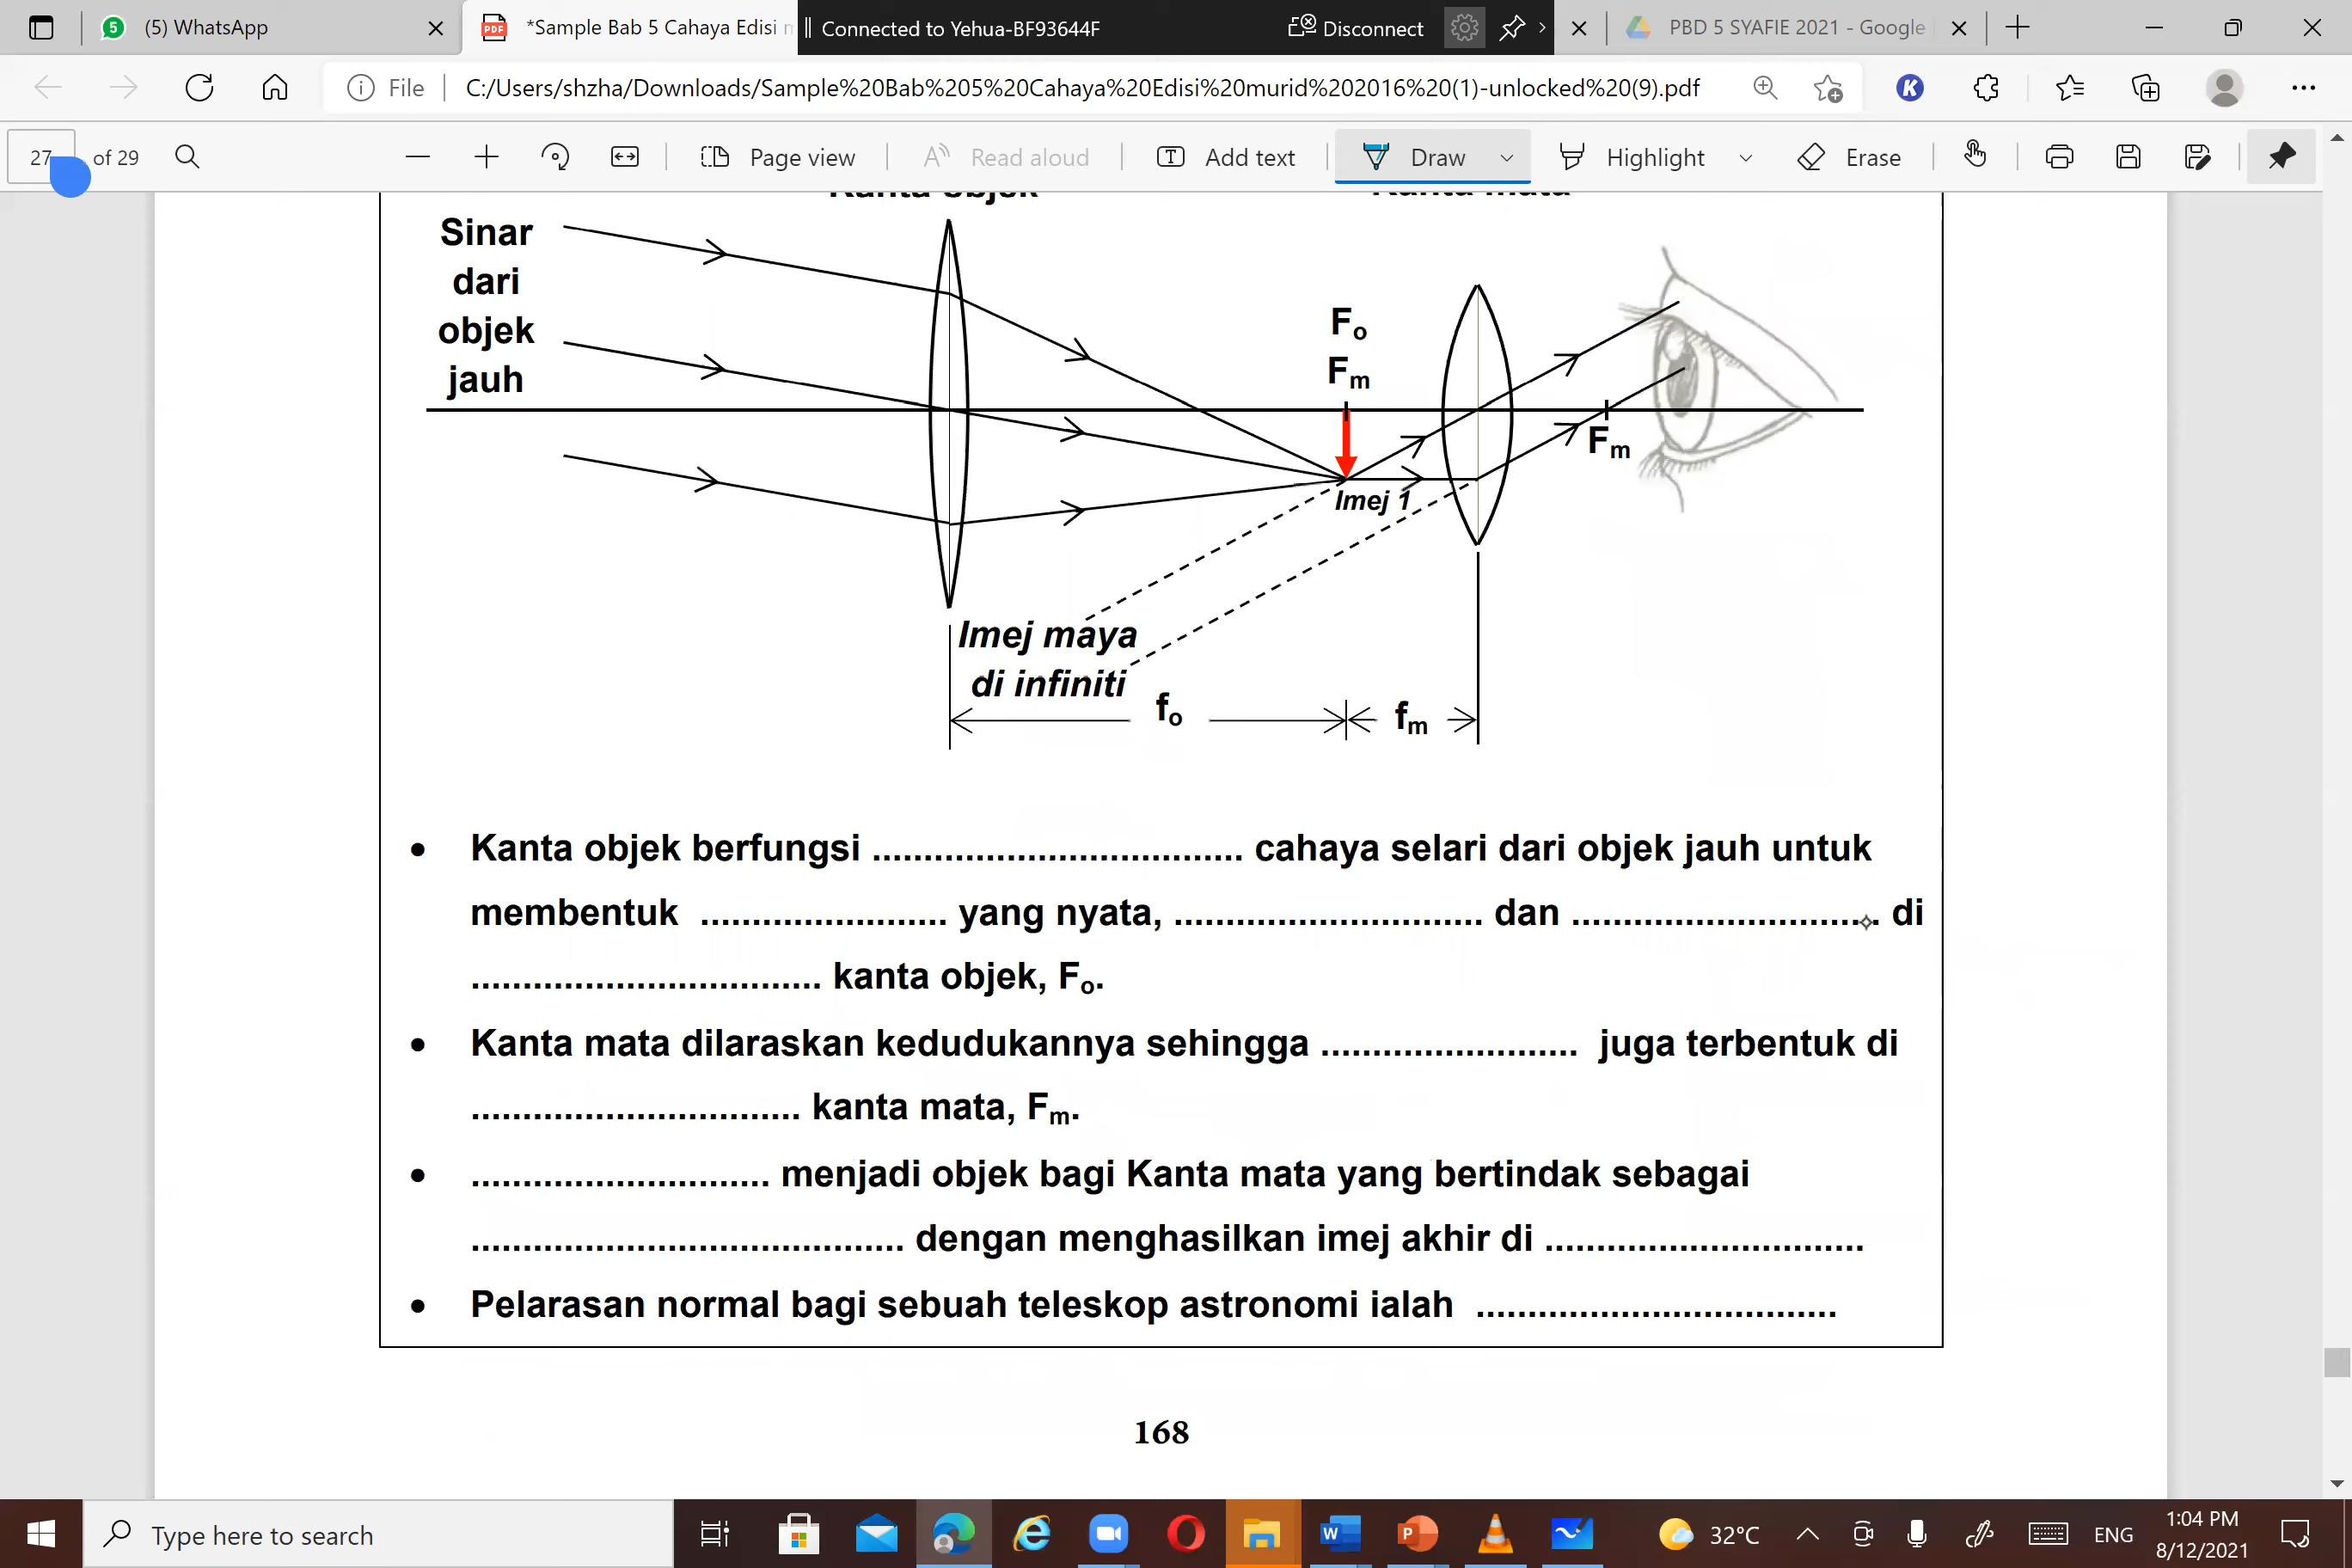 (5) WhatsApp
*Sample Bab 5 Cahaya Edisi m
Connected to Yehua-BF93644F
Disconnect
PBD 5 SYAFIE 2021 - Google
File
C:/Users/shzha/Downloads/Sample%20Bab%205%20Cahaya%20Edisi%20murid%202016%20(1)-unlocked%20(9).pdf
27 of 29
Page view
Read aloud
Add text
Draw
Highlight
Erase
Kanta objek
Kanta mata
Sinar
dari
objek
jauh
Fo
Fm
Fm
Imej 1
Imej maya
di infiniti
fo
fm
• Kanta objek berfungsi .................................... cahaya selari dari objek jauh untuk
membentuk ........................ yang nyata, .............................. dan .............................. di
.................................. kanta objek, Fo.
• Kanta mata dilaraskan kedudukannya sehingga ......................... juga terbentuk di
................................ kanta mata, Fm.
• ............................. menjadi objek bagi Kanta mata yang bertindak sebagai
.......................................... dengan menghasilkan imej akhir di ...............................
• Pelarasan normal bagi sebuah teleskop astronomi ialah ...................................
168
Type here to search
32°C
ENG
1:04 PM
8/12/2021